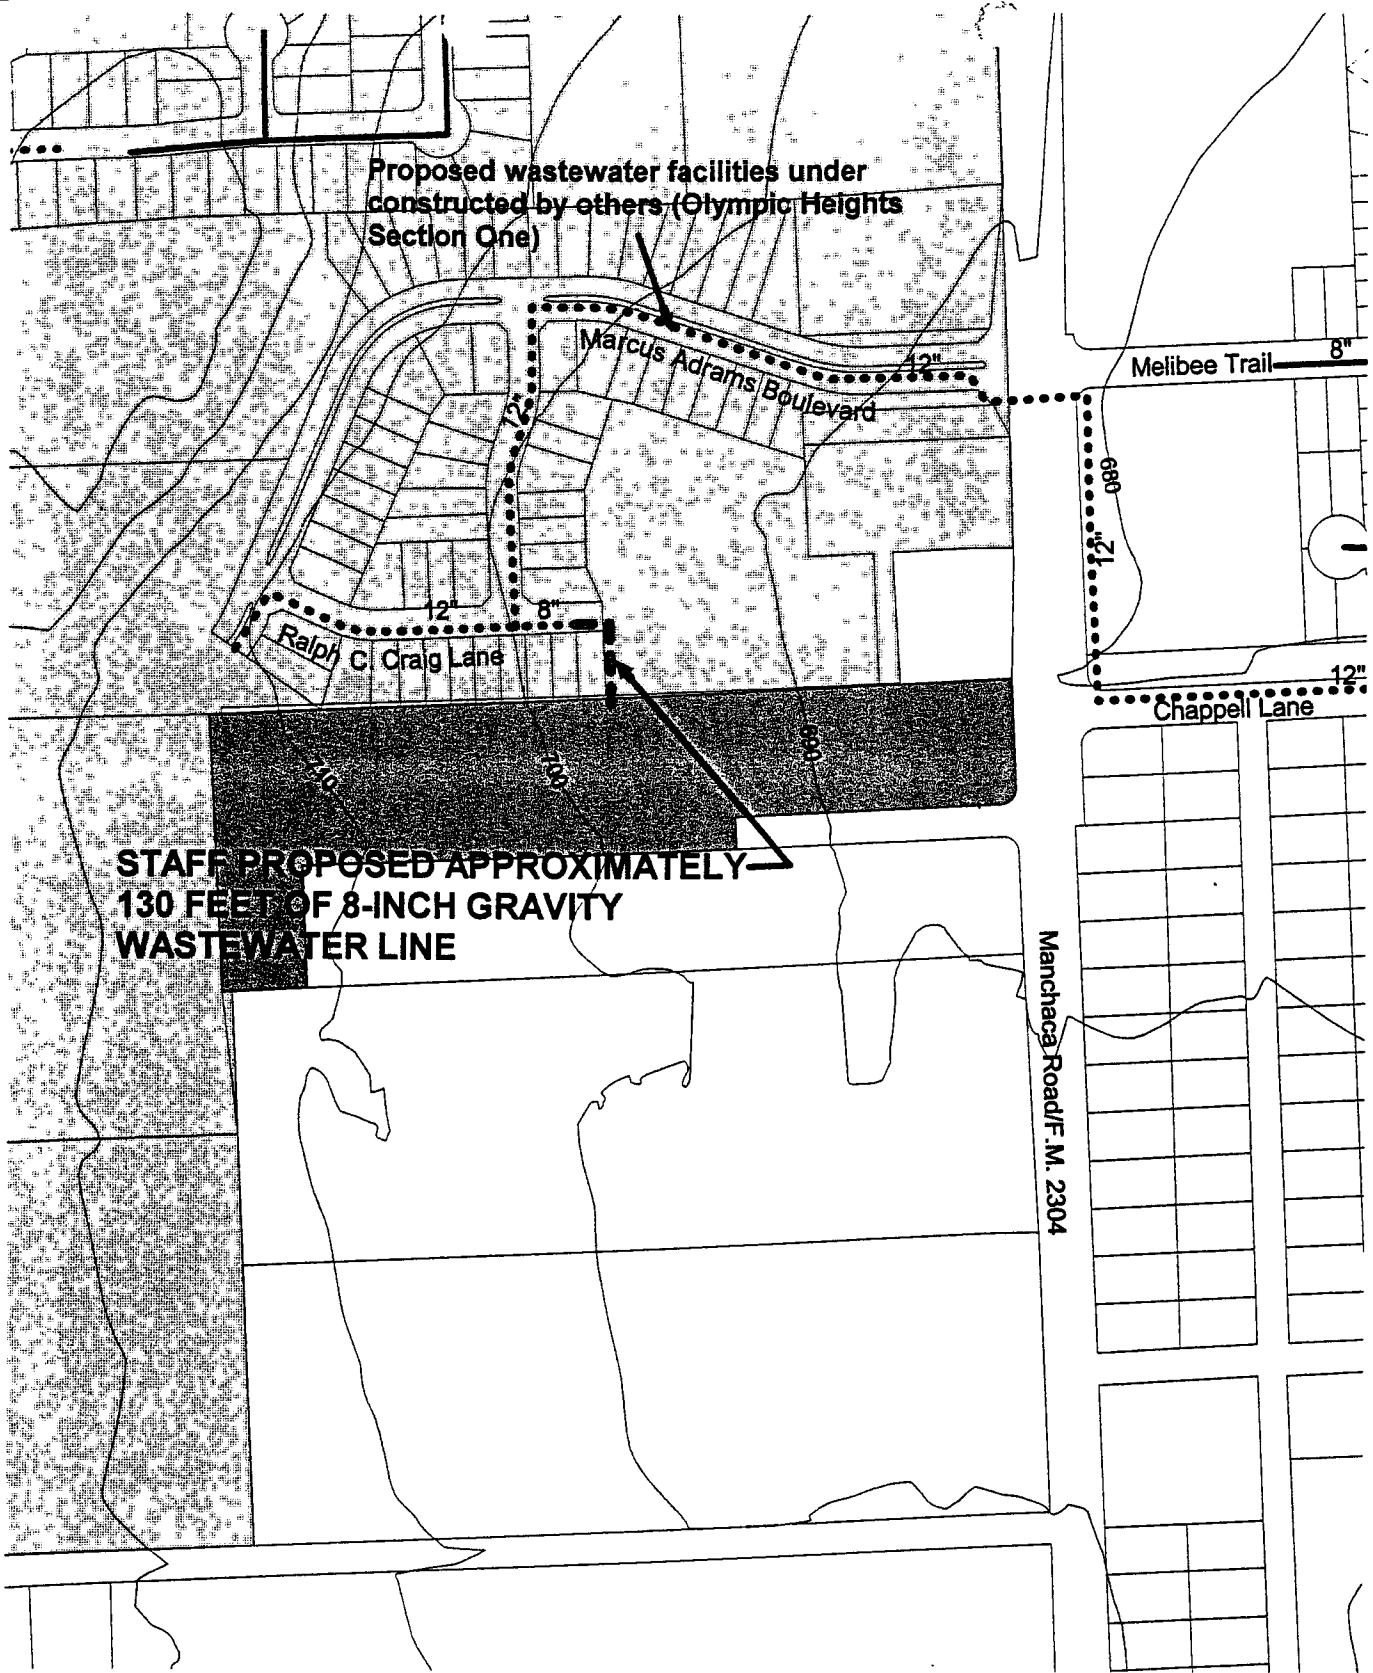 Proposed wastewater facilities under
constructed by others (Olympic Heights
Section One)
Marcus Adrams Boulevard
12"
Melibee Trail
8"
12"
680
12"
12"
8"
Ralph C. Craig Lane
12"
Chappell Lane
740
700
690
STAFF PROPOSED APPROXIMATELY
130 FEET OF 8-INCH GRAVITY
WASTEWATER LINE
Manchaca Road/F.M. 2304